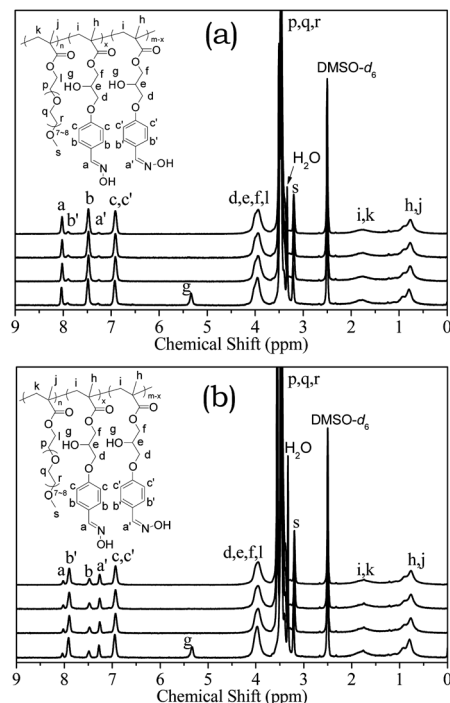 (a)
k
j
i
h
i
h
n
x
m-x
O
O
O
O
O
O
l
g
f
g
f
p
HO
e
HO
e
O
d
d
q
O
O
r
c
c
c'
c'
O
7~8
b
b
b'
b'
s
a
N
a'
N
OH
OH
p,q,r
DMSO-d6
H2O
s
a
b'
b
a'
c,c'
d,e,f,l
i,k
h,j
g
9 8 7 6 5 4 3 2 1 0
Chemical Shift (ppm)
(b)
k
j
h
i
h
i
n
x
m-x
O
O
O
O
O
O
l
g
f
g
f
p
HO
e
HO
e
O
d
d
q
O
O
r
c
c
c'
c'
O
7~8
b
b
b'
b'
s
a
N
OH
a'
N
OH
p,q,r
DMSO-d6
H2O
s
a
b'
b
a'
c,c'
d,e,f,l
i,k
h,j
g
9 8 7 6 5 4 3 2 1 0
Chemical Shift (ppm)